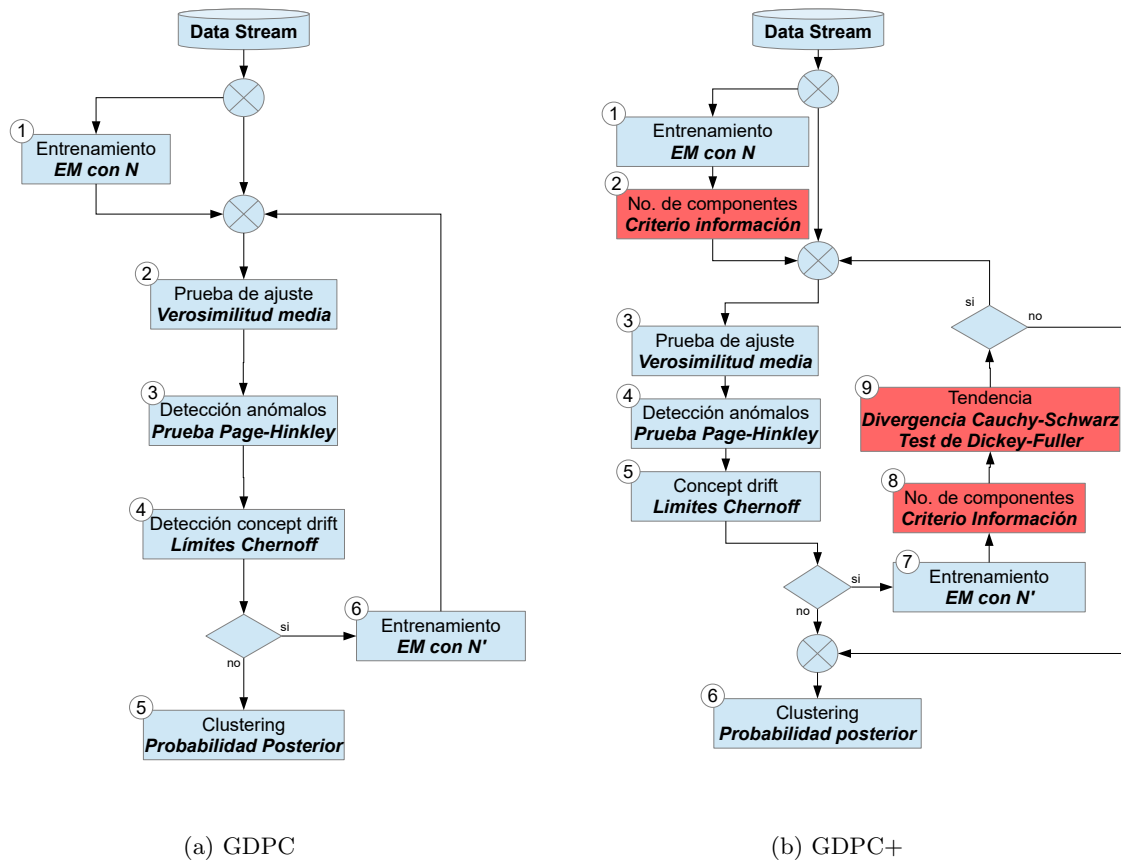 Data Stream
1
Entrenamiento
EM con N
2
Prueba de ajuste
Verosimilitud media
3
Detección anómalos
Prueba Page-Hinkley
4
Detección concept drift
Límites Chernoff
si
no
6
Entrenamiento
EM con N'
5
Clustering
Probabilidad Posterior
(a) GDPC
Data Stream
1
Entrenamiento
EM con N
2
No. de componentes
Criterio información
3
Prueba de ajuste
Verosimilitud media
4
Detección anómalos
Prueba Page-Hinkley
5
Concept drift
Limites Chernoff
si
no
7
Entrenamiento
EM con N'
8
No. de componentes
Criterio Información
9
Tendencia
Divergencia Cauchy-Schwarz
Test de Dickey-Fuller
si
no
6
Clustering
Probabilidad posterior
(b) GDPC+